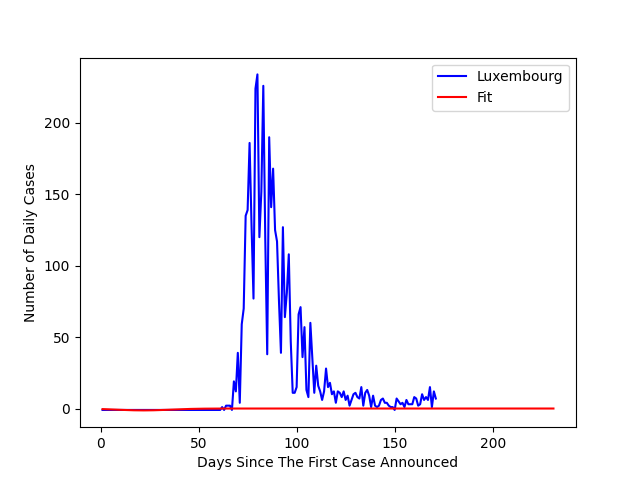 Luxembourg
Fit
200
150
100
50
0
Number of Daily Cases
0 50 100 150 200
Days Since The First Case Announced